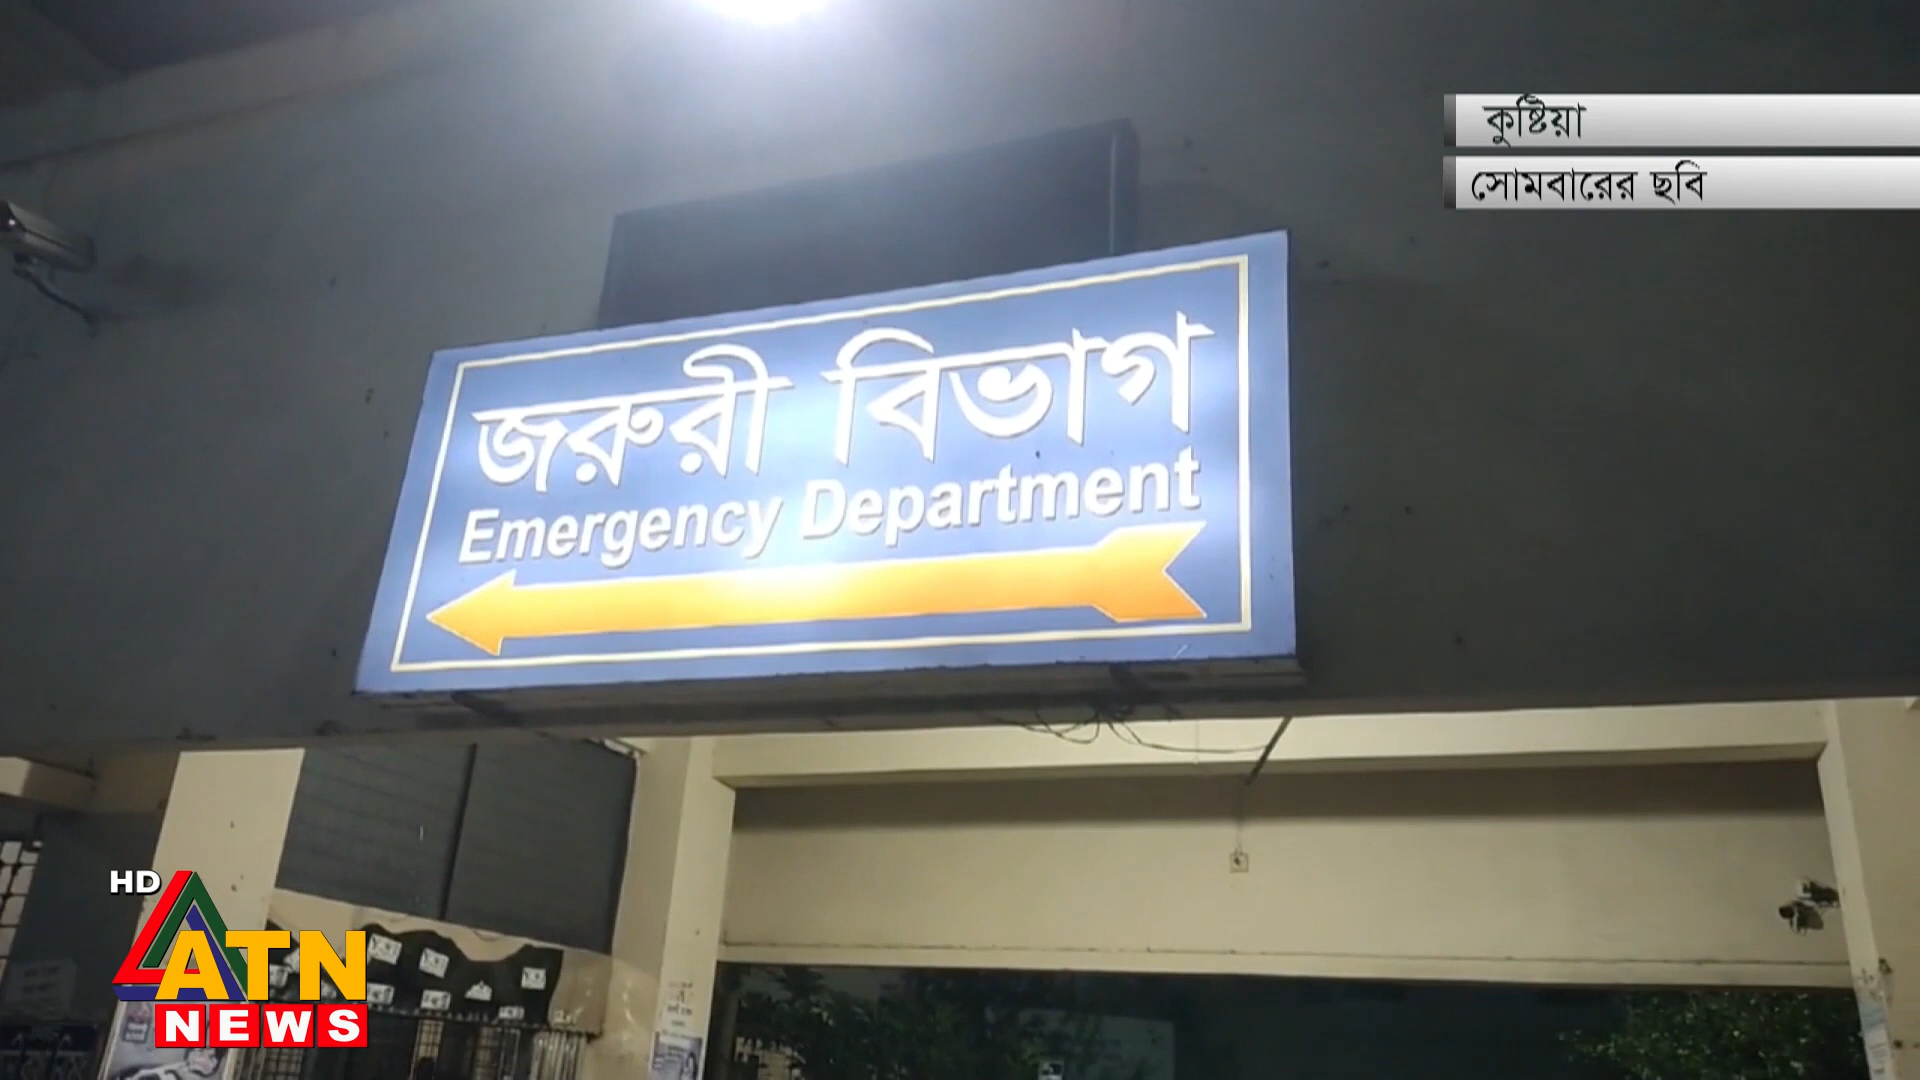 কুষ্টিয়া
সোমবারের ছবি
জরুরী বিভাগ
Emergency Department
HD
ATN
NEWS